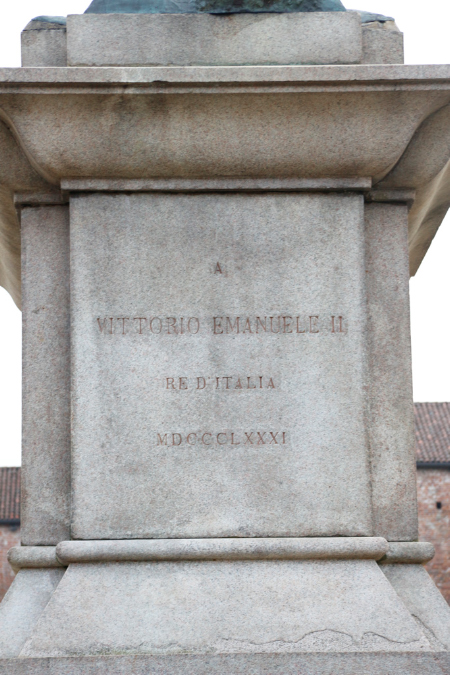 A
VITTORIO EMANUELE II
RE D'ITALIA
MDCCCLXXXI